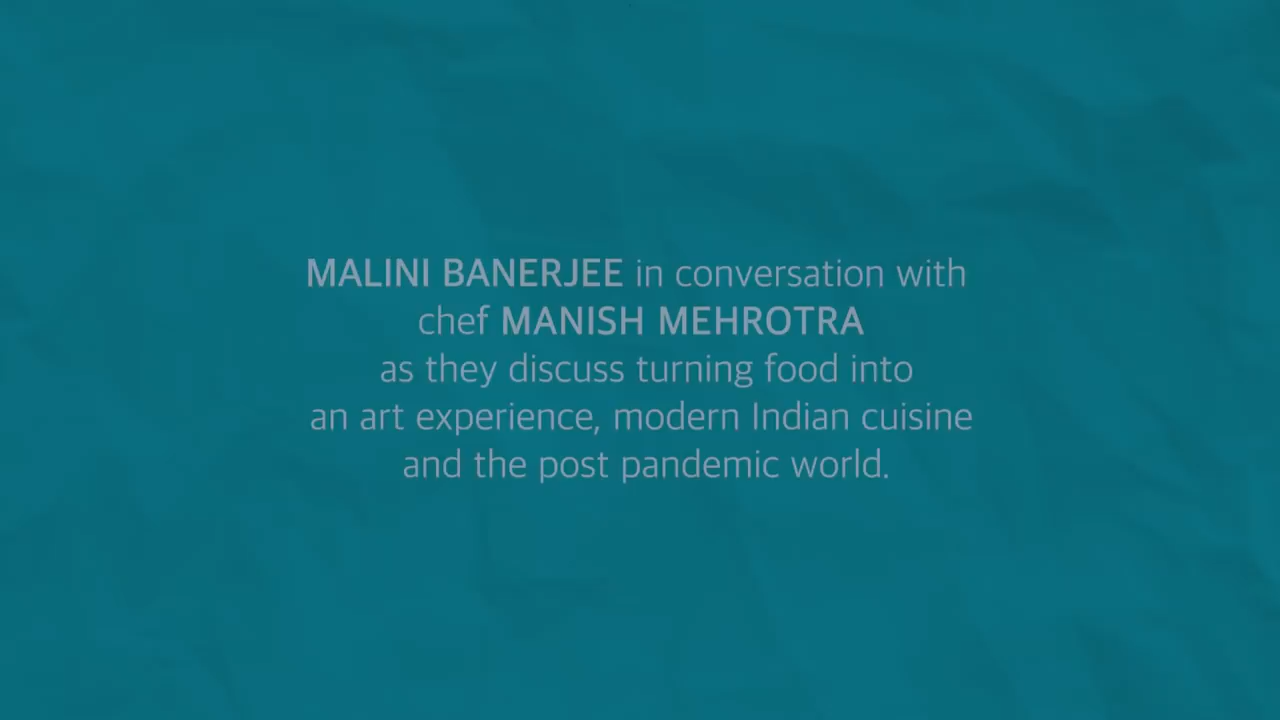 MALINI BANERJEE in conversation with
chef MANISH MEHROTRA
as they discuss turning food into
an art experience, modern Indian cuisine
and the post pandemic world.